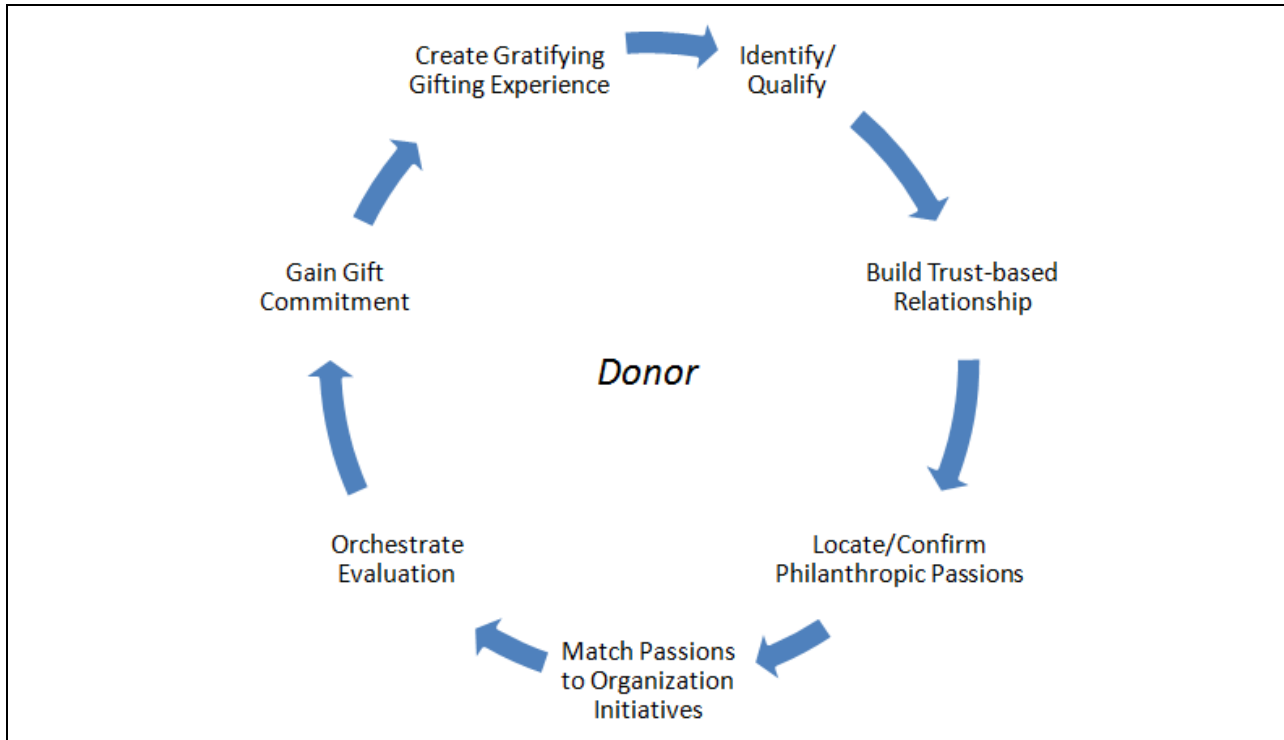 Create Gratifying
Gifting Experience
Identify/
Qualify
Build Trust-based
Relationship
Locate/Confirm
Philanthropic Passions
Match Passions
to Organization
Initiatives
Orchestrate
Evaluation
Gain Gift
Commitment
Donor